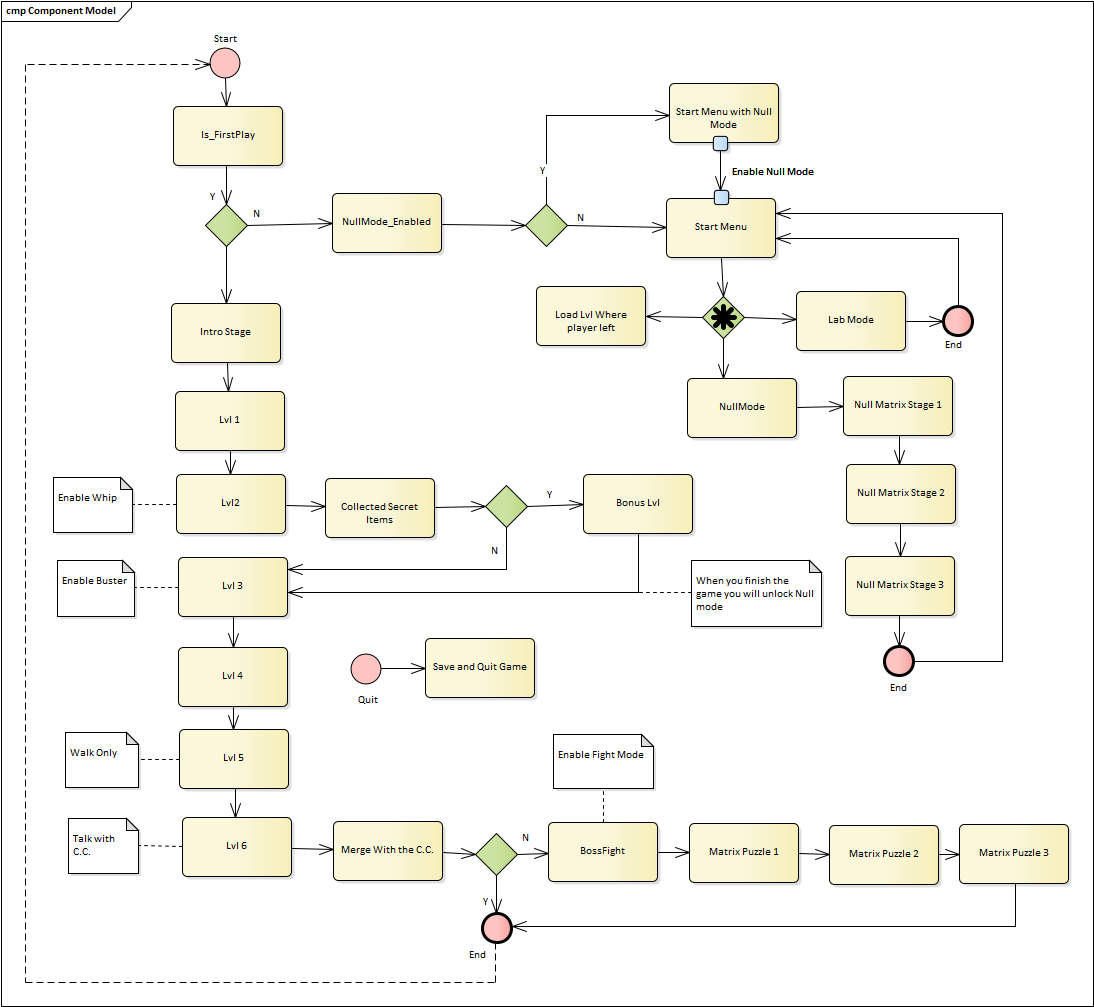 cmp Component Model
Start
Is_FirstPlay
Y
N
NullMode_Enabled
Y
N
Start Menu with Null
Mode
Enable Null Mode
Start Menu
Load Lvl Where
player left
Lab Mode
End
Intro Stage
NullMode
Null Matrix Stage 1
Lvl 1
Enable Whip
Lvl2
Collected Secret
Items
Y
N
Bonus Lvl
Null Matrix Stage 2
Enable Buster
Lvl 3
When you finish the
game you will unlock Null
mode
Null Matrix Stage 3
End
Lvl 4
Quit
Save and Quit Game
Walk Only
Lvl 5
Enable Fight Mode
Talk with
C.C.
Lvl 6
Merge With the C.C.
N
Y
BossFight
Matrix Puzzle 1
Matrix Puzzle 2
Matrix Puzzle 3
End